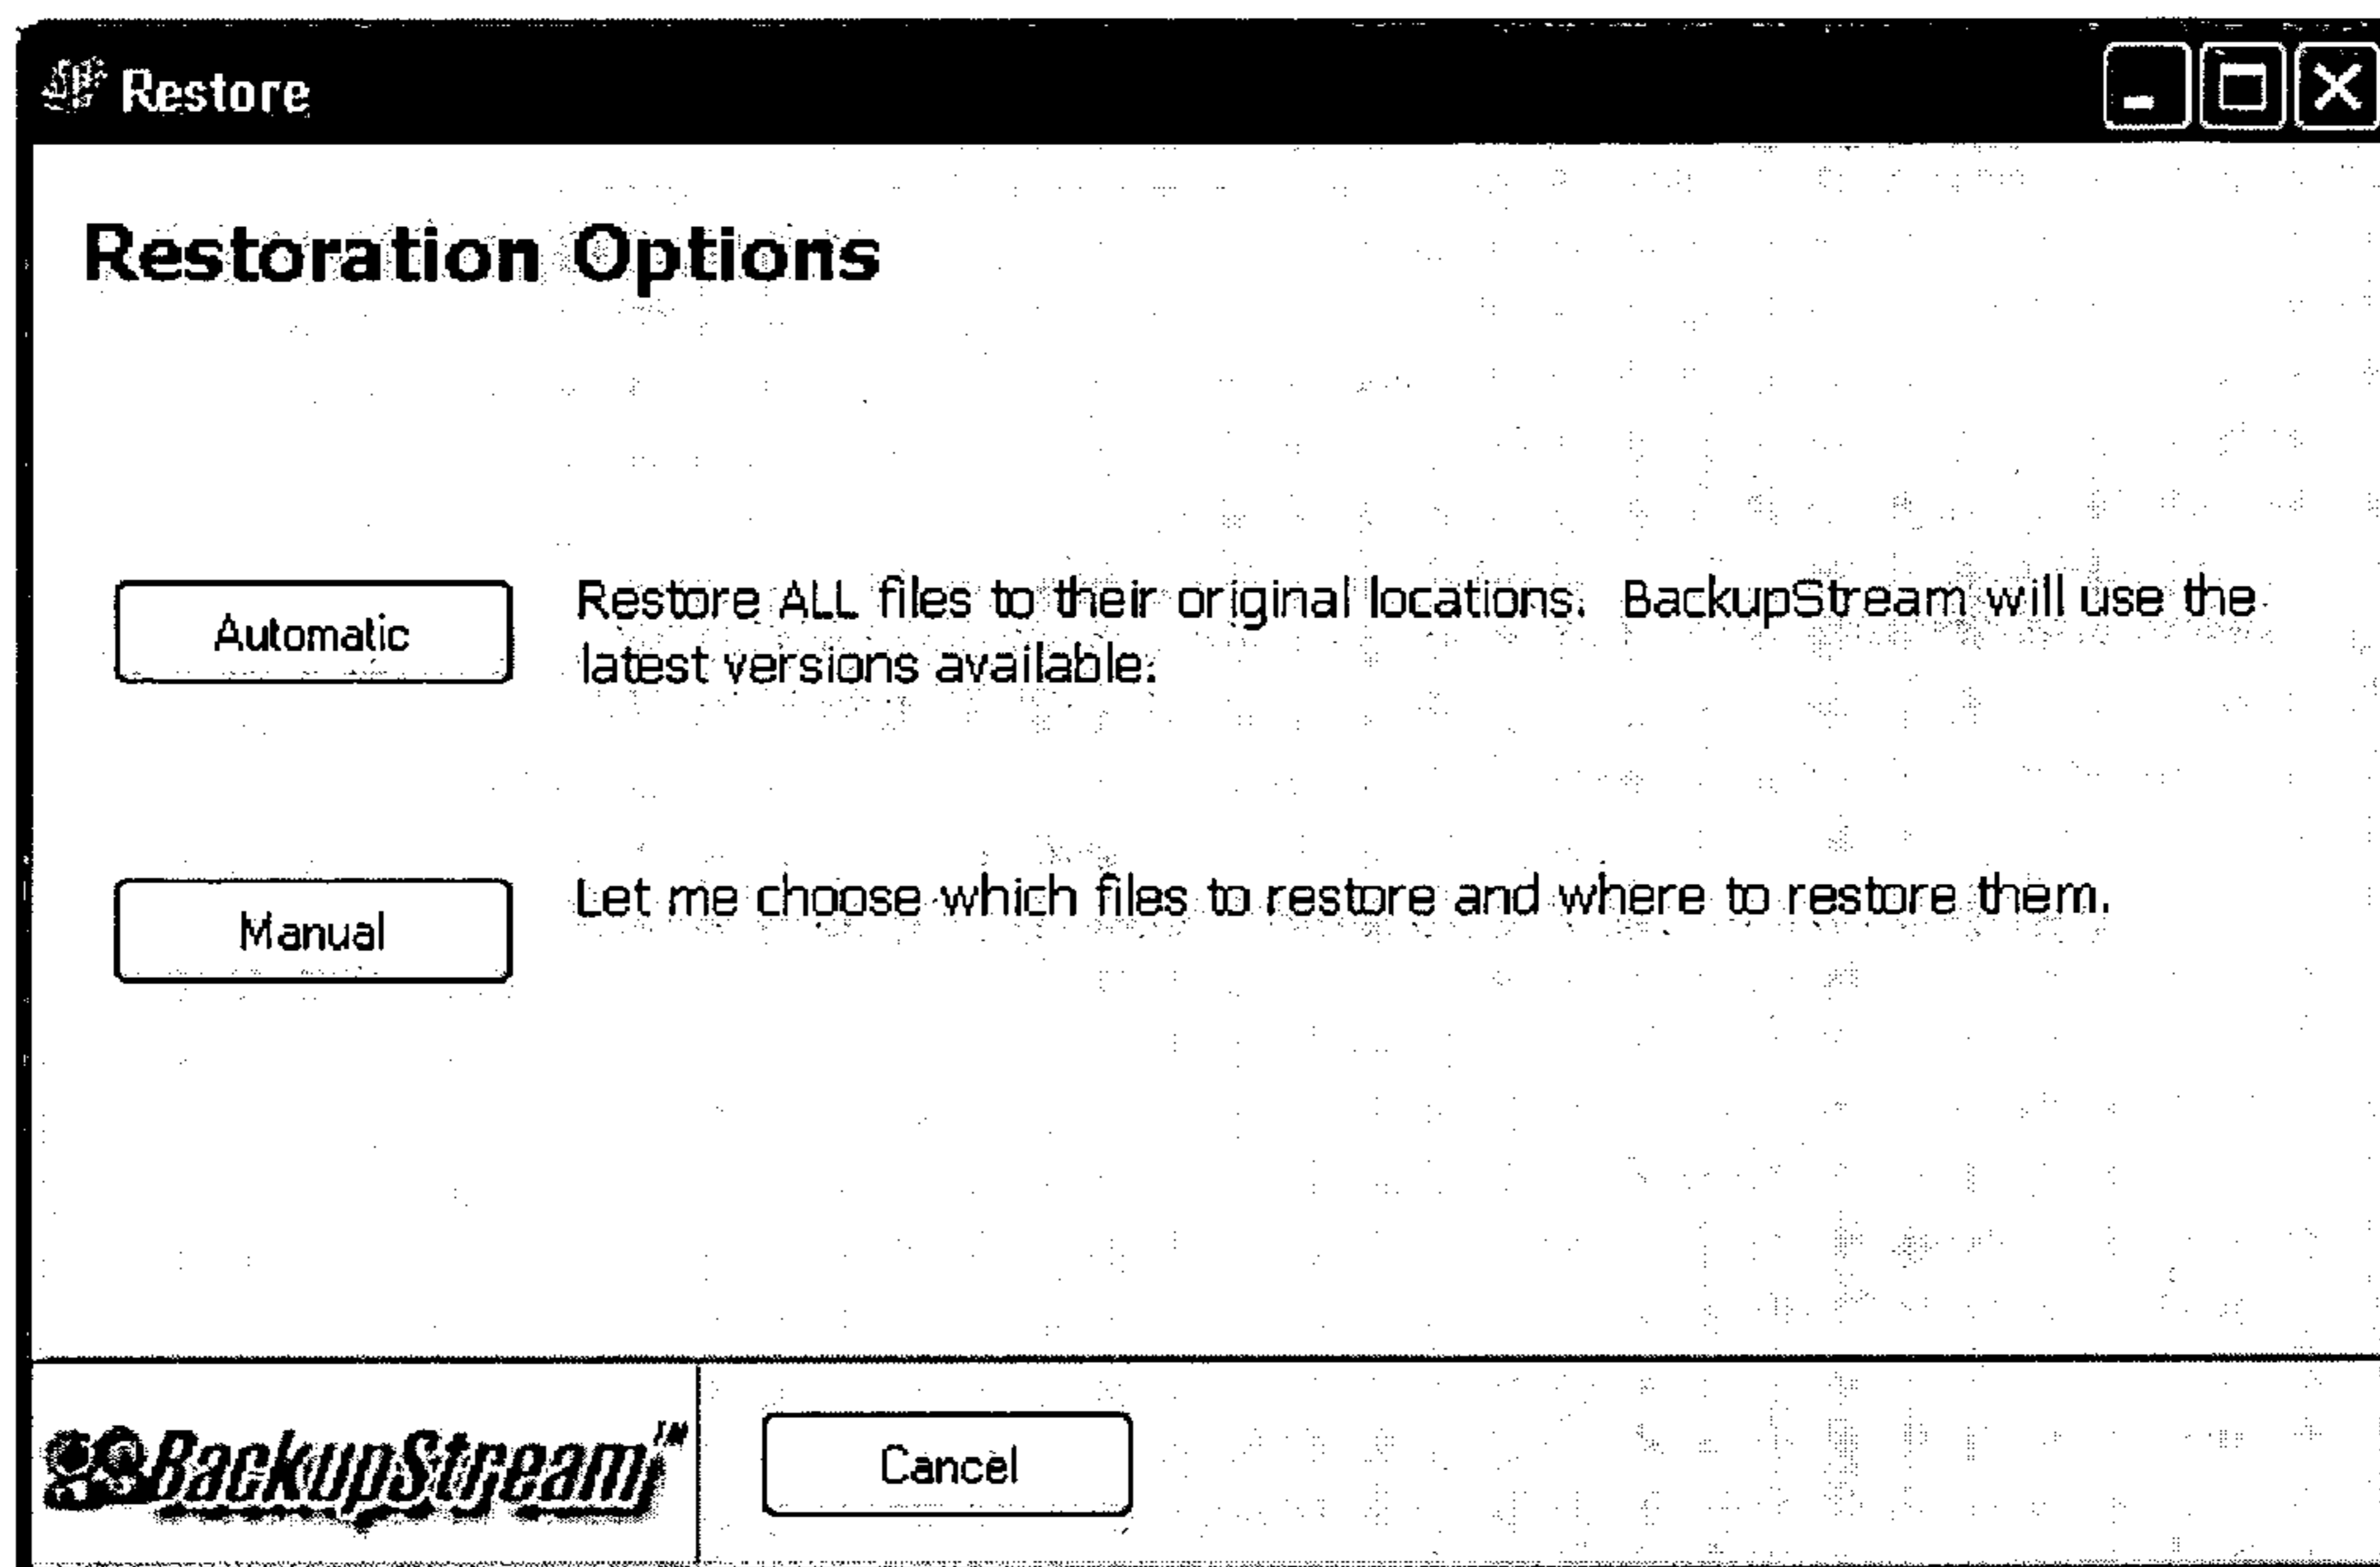 Restore
Restoration Options
Automatic
Restore ALL files to their original locations. BackupStream will use the
latest versions available.
Manual
Let me choose which files to restore and where to restore them.
BackupStream™
Cancel